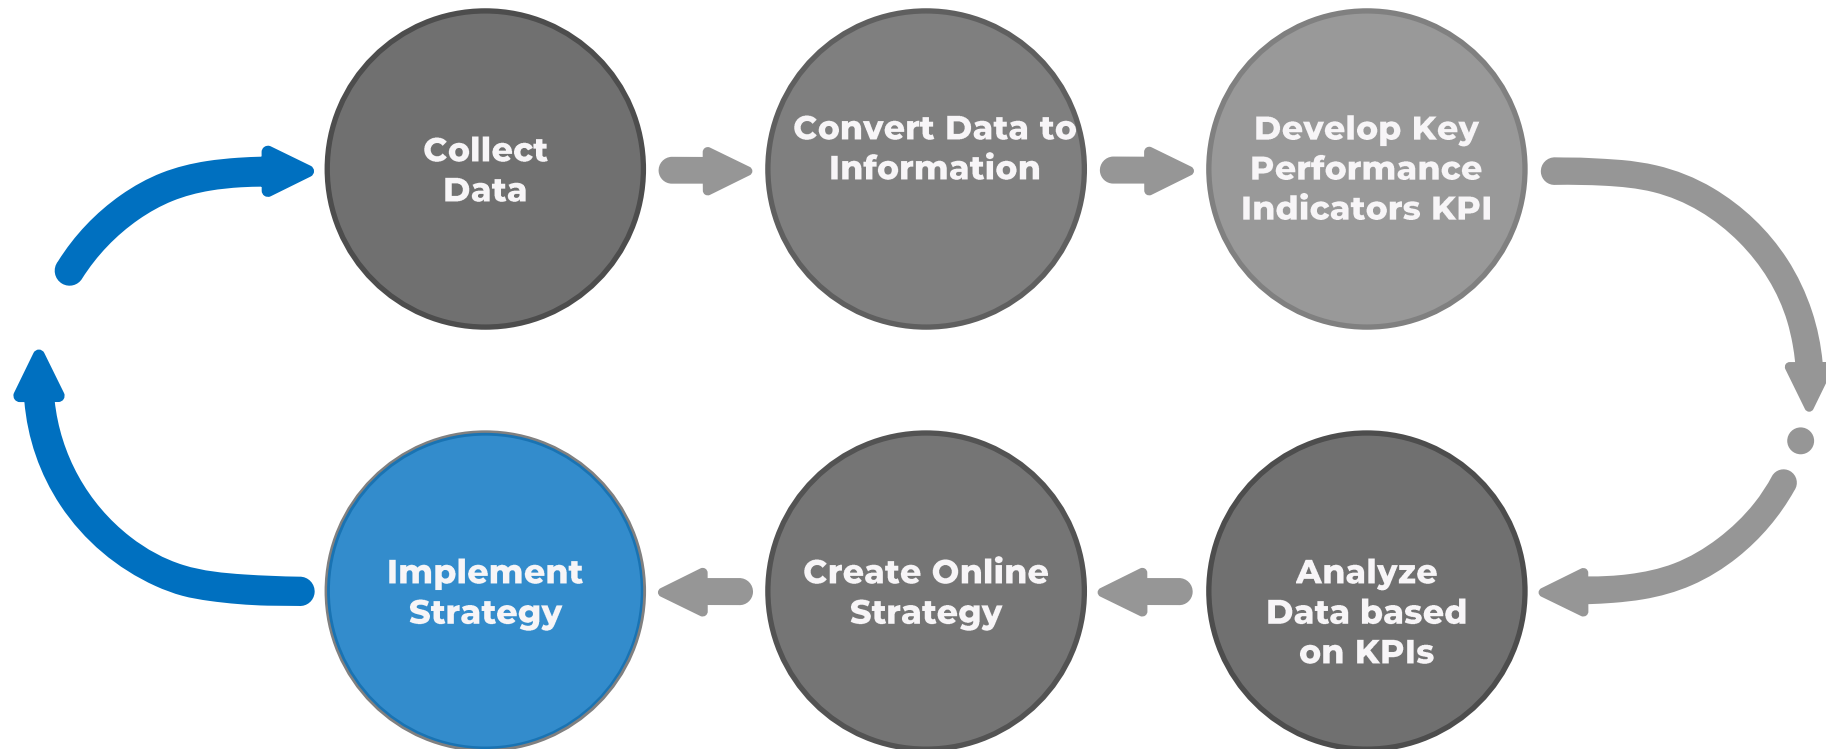 Collect
Data
Convert Data to
Information
Develop Key
Performance
Indicators KPI
Implement
Strategy
Create Online
Strategy
Analyze
Data based
on KPIs